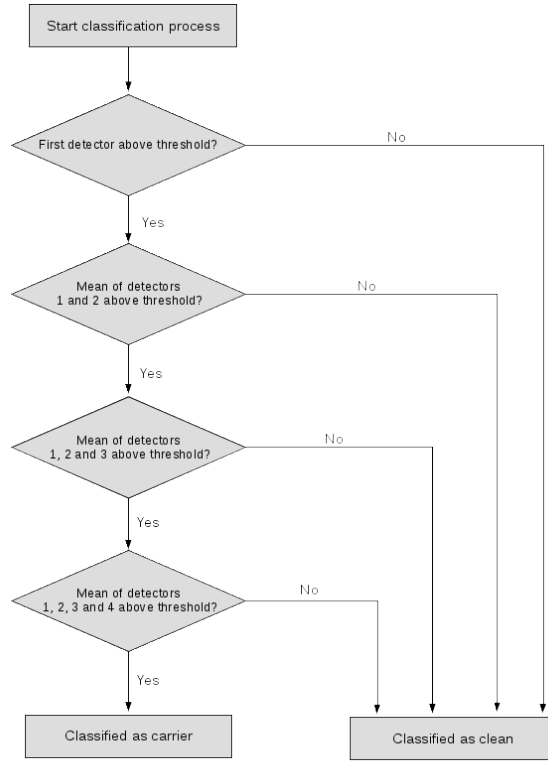 Start classification process
First detector above threshold?
No
Yes
Mean of detectors
1 and 2 above threshold?
No
Yes
Mean of detectors
1, 2 and 3 above threshold?
No
Yes
Mean of detectors
1, 2, 3 and 4 above threshold?
No
Yes
Classified as carrier
Classified as clean